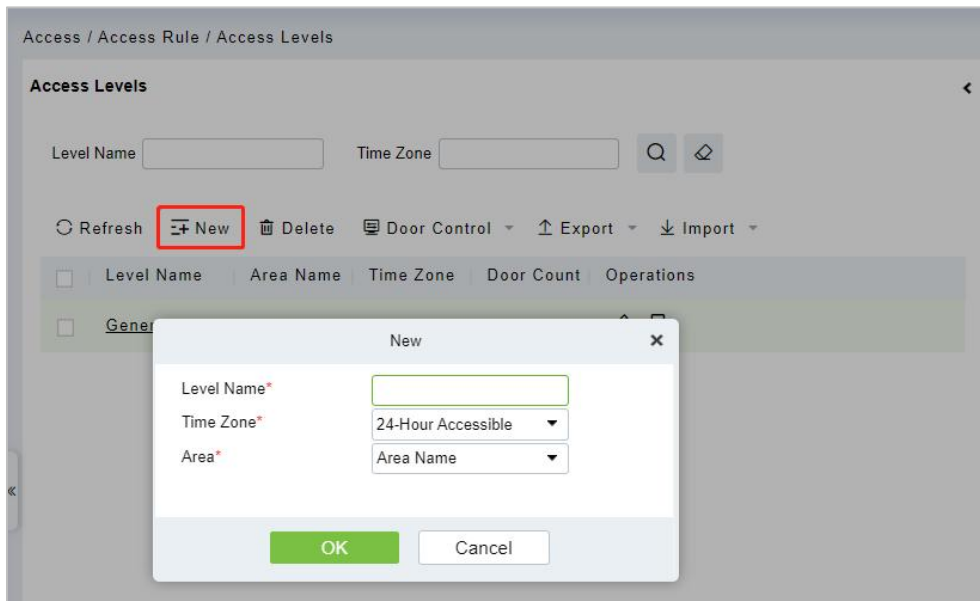 Access / Access Rule / Access Levels
Access Levels
Level Name Time Zone
Refresh New Delete Door Control Export Import
Level Name Area Name Time Zone Door Count Operations
New
Level Name*
Time Zone* 24-Hour Accessible
Area* Area Name
OK Cancel